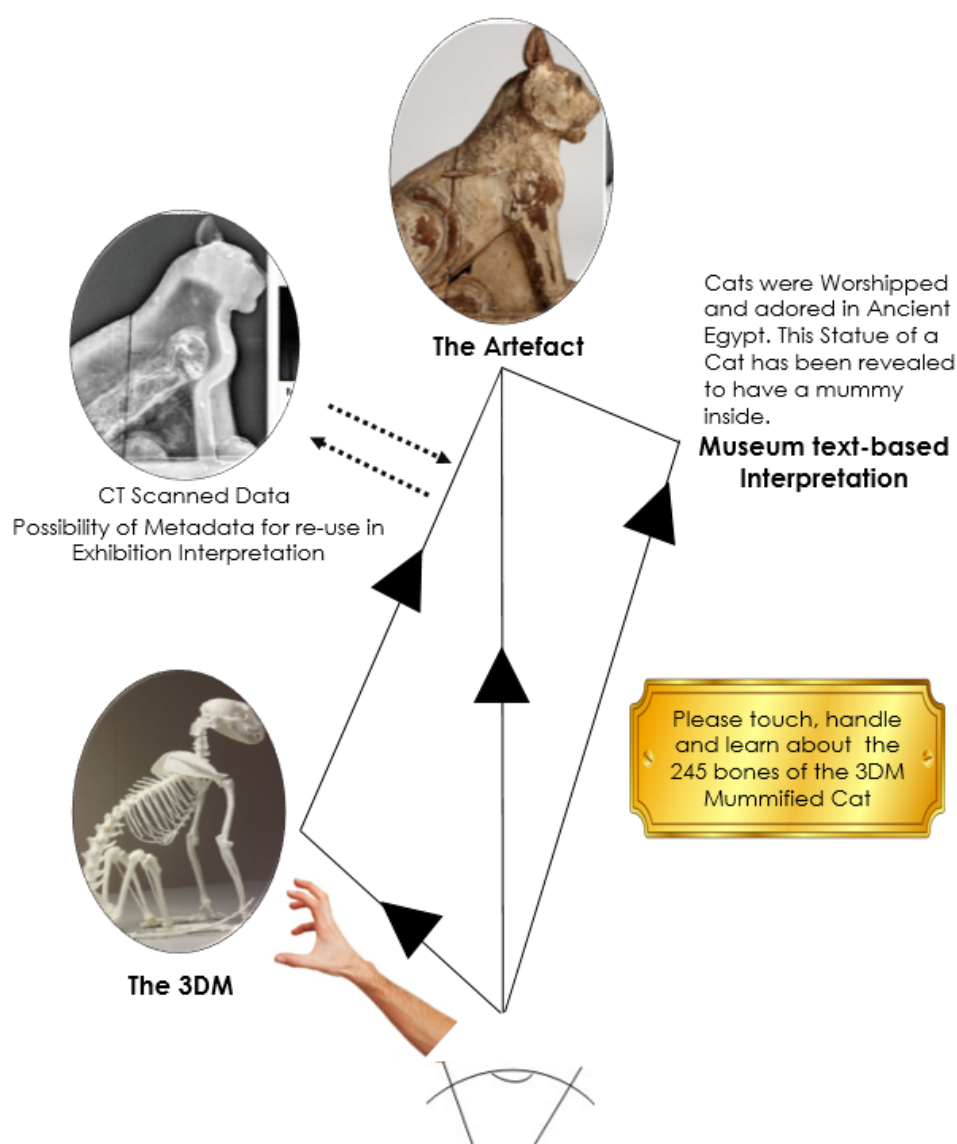 The Artefact
Cats were Worshipped
and adored in Ancient
Egypt. This Statue of a
Cat has been revealed
to have a mummy
inside.
Museum text-based
Interpretation
CT Scanned Data
Possibility of Metadata for re-use in
Exhibition Interpretation
Please touch, handle
and learn about the
245 bones of the 3DM
Mummified Cat
The 3DM